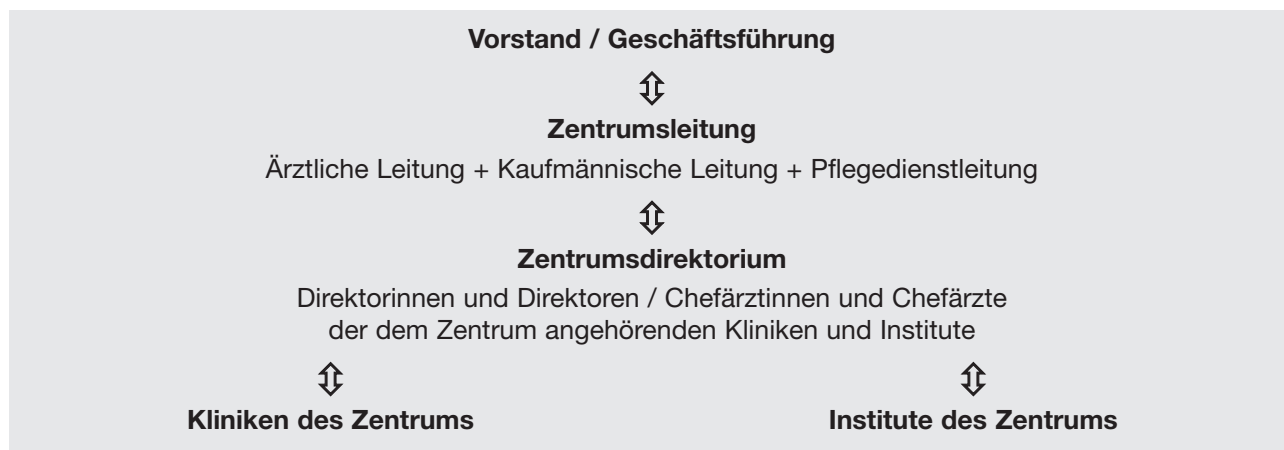 Vorstand / Geschäftsführung
Zentrumsleitung
Ärztliche Leitung + Kaufmännische Leitung + Pflegedienstleitung
Zentrumsdirektorium
Direktorinnen und Direktoren / Chefärztinnen und Chefärzte
der dem Zentrum angehörenden Kliniken und Institute
Kliniken des Zentrums
Institute des Zentrums